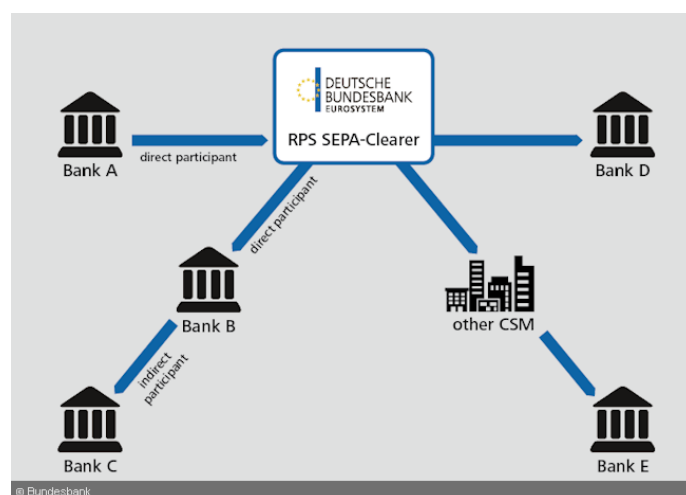 DEUTSCHE
BUNDESBANK
EUROSYSTEM
RPS SEPA-Clearer
Bank A
direct participant
Bank D
direct participant
Bank B
other CSM
indirect
participant
Bank C
Bank E
© Bundesbank